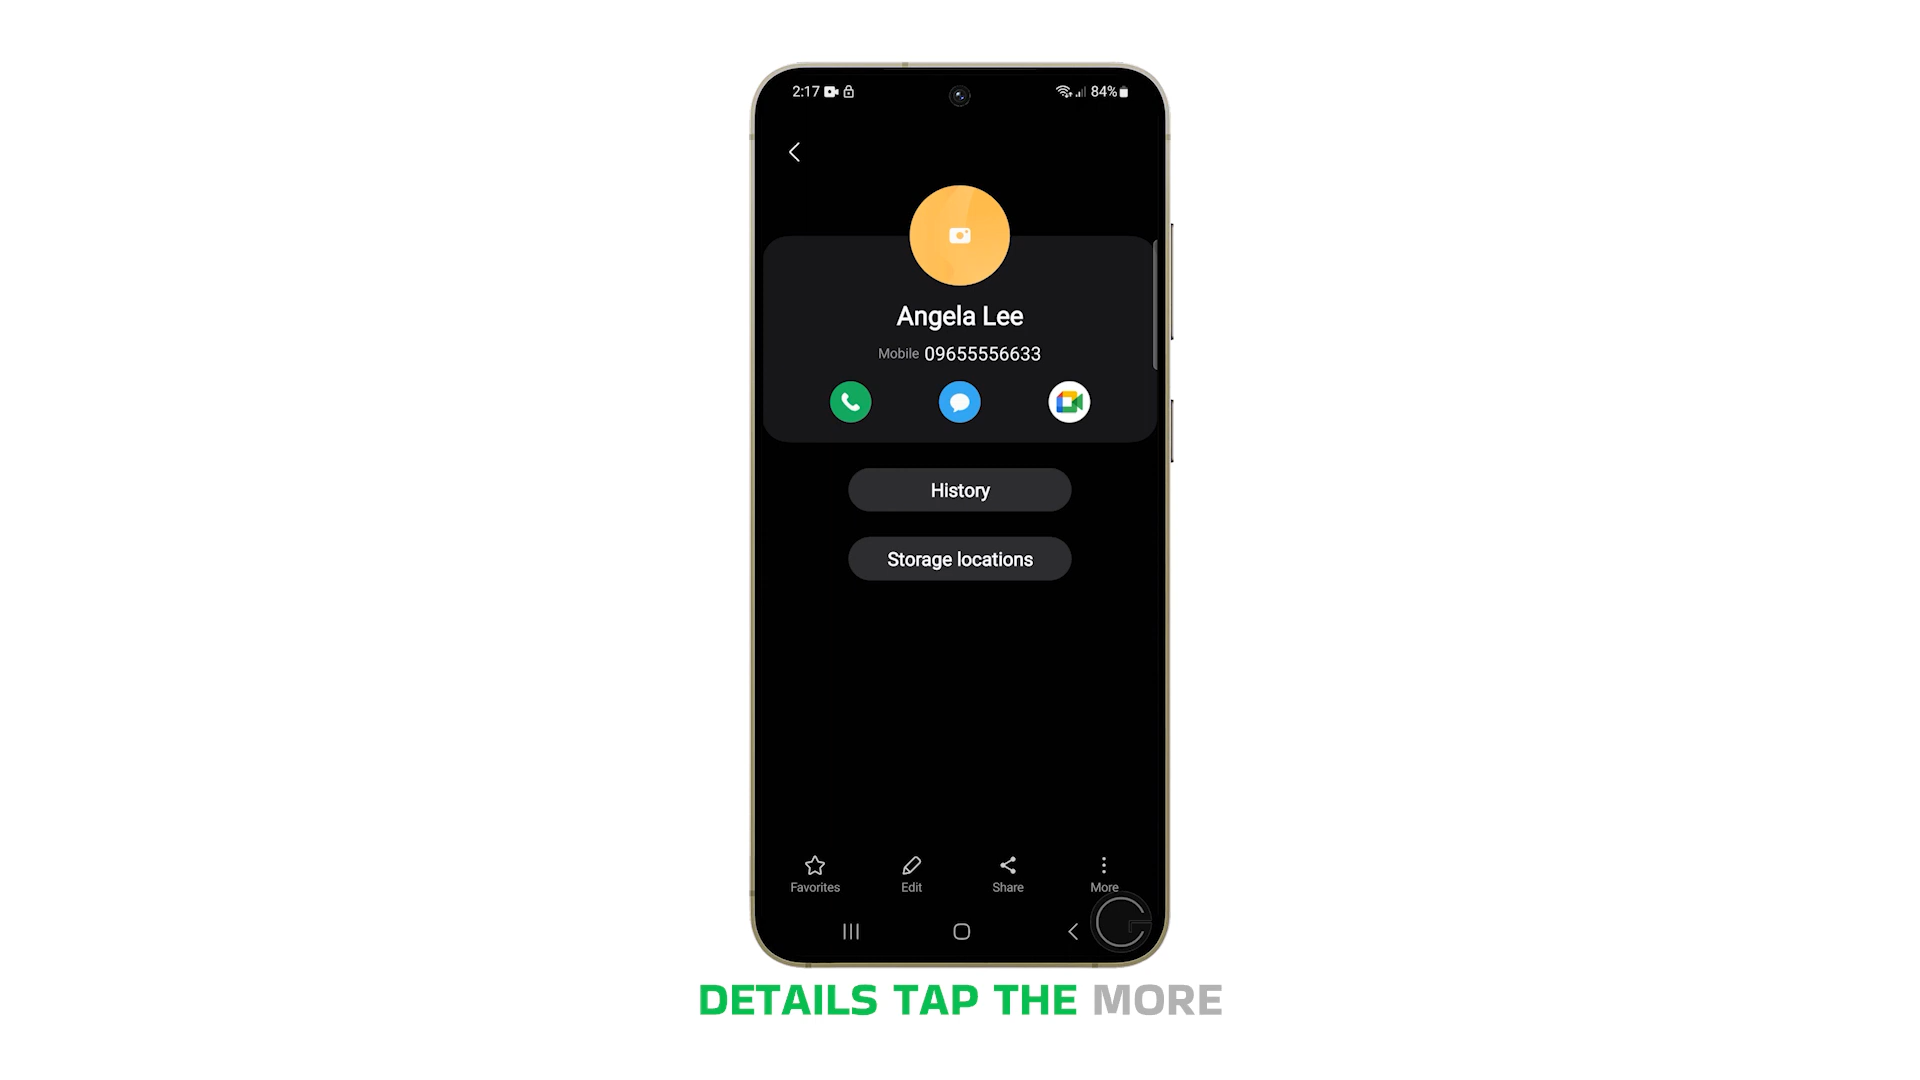 2:17 84%
Angela Lee
Mobile 09655556633
History
Storage locations
Favorites Edit Share More
DETAILS TAP THE MORE